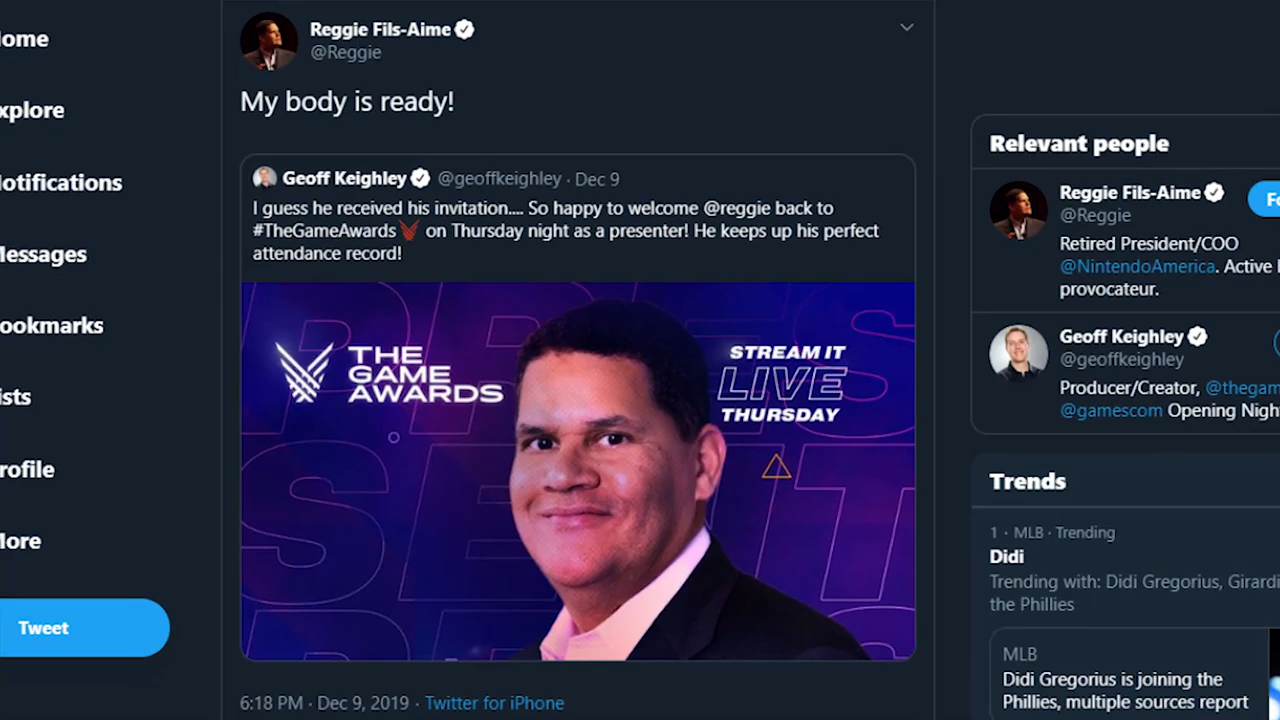 ome
xplore
otifications
Messages
ookmarks
ists
rofile
More
Tweet
Reggie Fils-Aime
@Reggie
My body is ready!
Geoff Keighley @geoffkeighley · Dec 9
I guess he received his invitation.... So happy to welcome @reggie back to
#TheGameAwards on Thursday night as a presenter! He keeps up his perfect
attendance record!
THE
GAME
AWARDS
STREAM IT
LIVE
THURSDAY
6:18 PM · Dec 9, 2019 · Twitter for iPhone
Relevant people
Reggie Fils-Aime
@Reggie
Fo
Retired President/COO
@NintendoAmerica. Active
provocateur.
Geoff Keighley
@geoffkeighley
Producer/Creator, @thegam
@gamescom Opening Nigh
Trends
1 · MLB · Trending
Didi
Trending with: Didi Gregorius, Girardi
the Phillies
MLB
Didi Gregorius is joining the
Phillies, multiple sources report